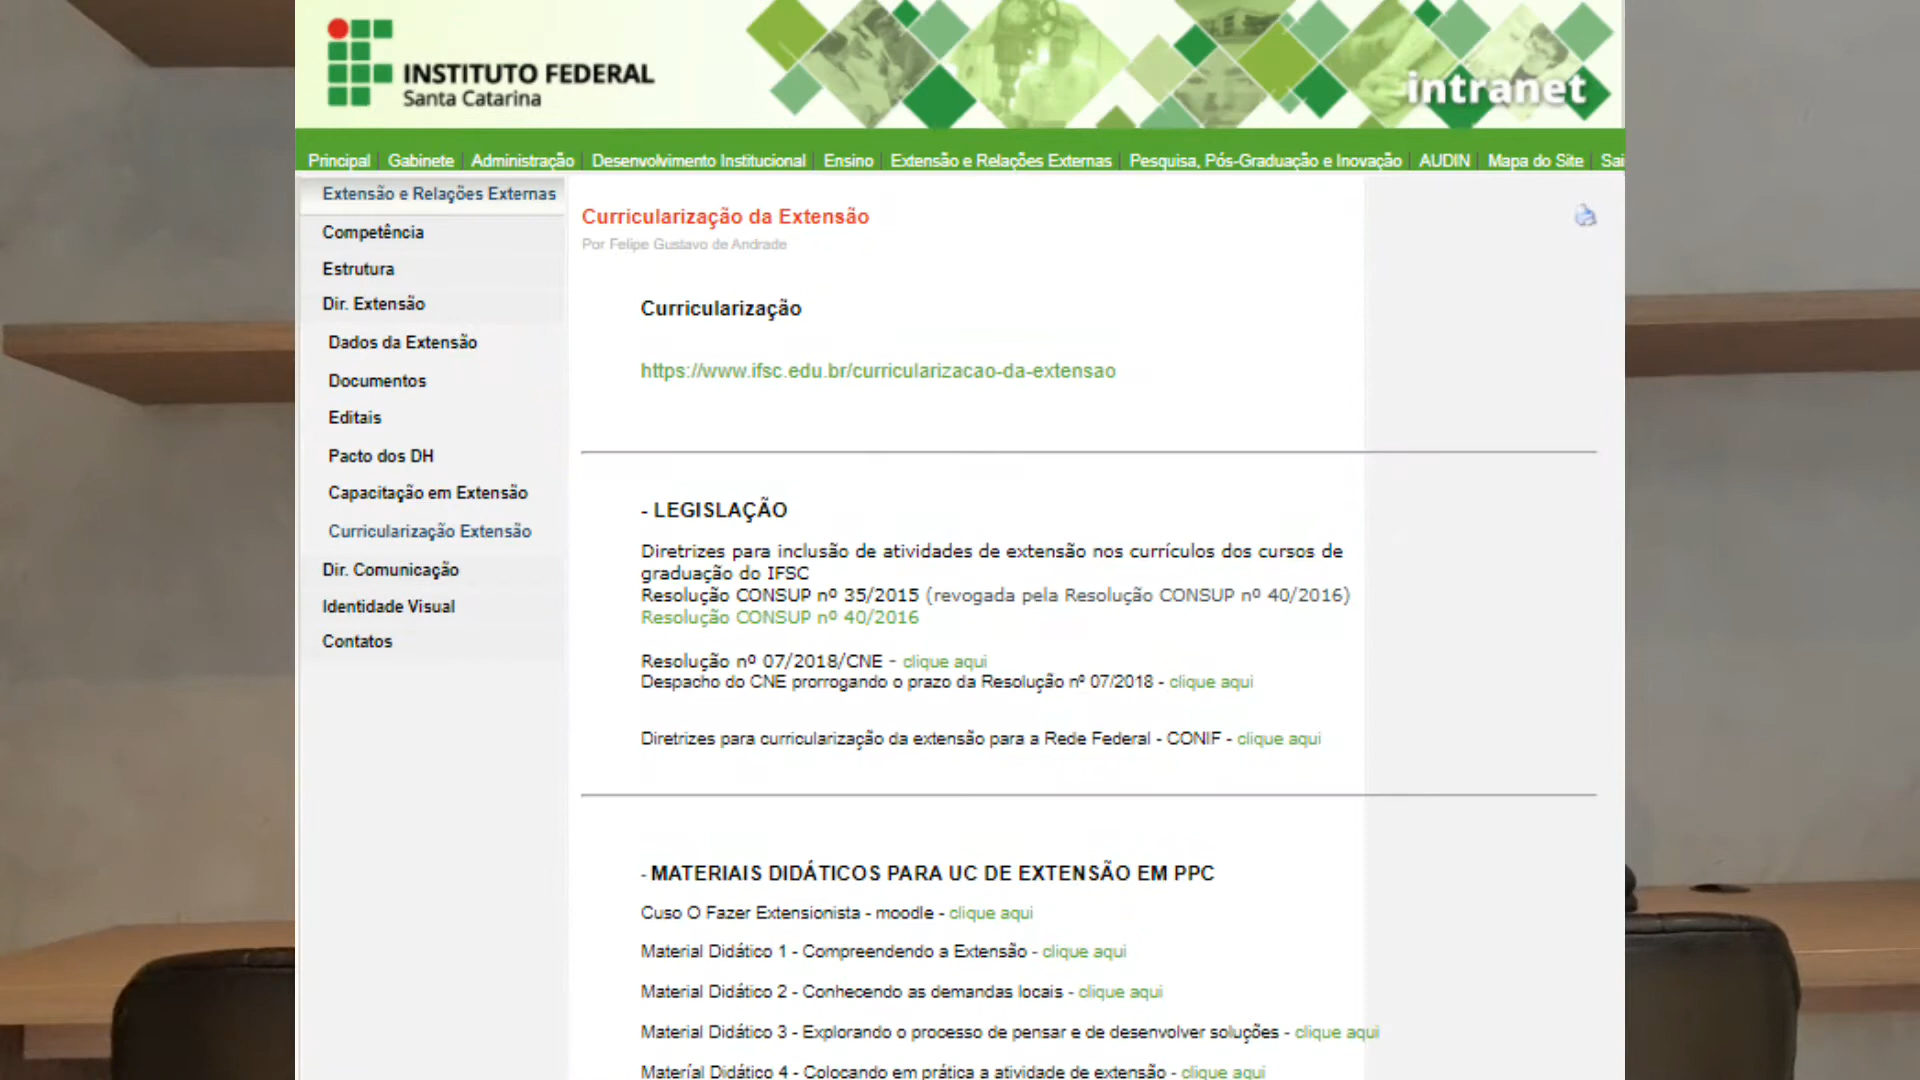 INSTITUTO FEDERAL
Santa Catarina
intranet
Principal
Gabinete
Administração
Desenvolvimento Institucional
Ensino
Extensão e Relações Externas
Pesquisa, Pós-Graduação e Inovação
AUDIN
Mapa do Site
Sai
Extensão e Relações Externas
Competência
Estrutura
Dir. Extensão
Dados da Extensão
Documentos
Editais
Pacto dos DH
Capacitação em Extensão
Curricularização Extensão
Dir. Comunicação
Identidade Visual
Contatos
Curricularização da Extensão
Por Felipe Gustavo de Andrade
Curricularização
https://www.ifsc.edu.br/curricularizacao-da-extensao
- LEGISLAÇÃO
Diretrizes para inclusão de atividades de extensão nos currículos dos cursos de
graduação do IFSC
Resolução CONSUP nº 35/2015 (revogada pela Resolução CONSUP nº 40/2016)
Resolução CONSUP nº 40/2016
Resolução nº 07/2018/CNE - clique aqui
Despacho do CNE prorrogando o prazo da Resolução nº 07/2018 - clique aqui
Diretrizes para curricularização da extensão para a Rede Federal - CONIF - clique aqui
- MATERIAIS DIDÁTICOS PARA UC DE EXTENSÃO EM PPC
Cuso O Fazer Extensionista - moodle - clique aqui
Material Didático 1 - Compreendendo a Extensão - clique aqui
Material Didático 2 - Conhecendo as demandas locais - clique aqui
Material Didático 3 - Explorando o processo de pensar e de desenvolver soluções - clique aqui
Material Didático 4 - Colocando em prática a atividade de extensão - clique aqui